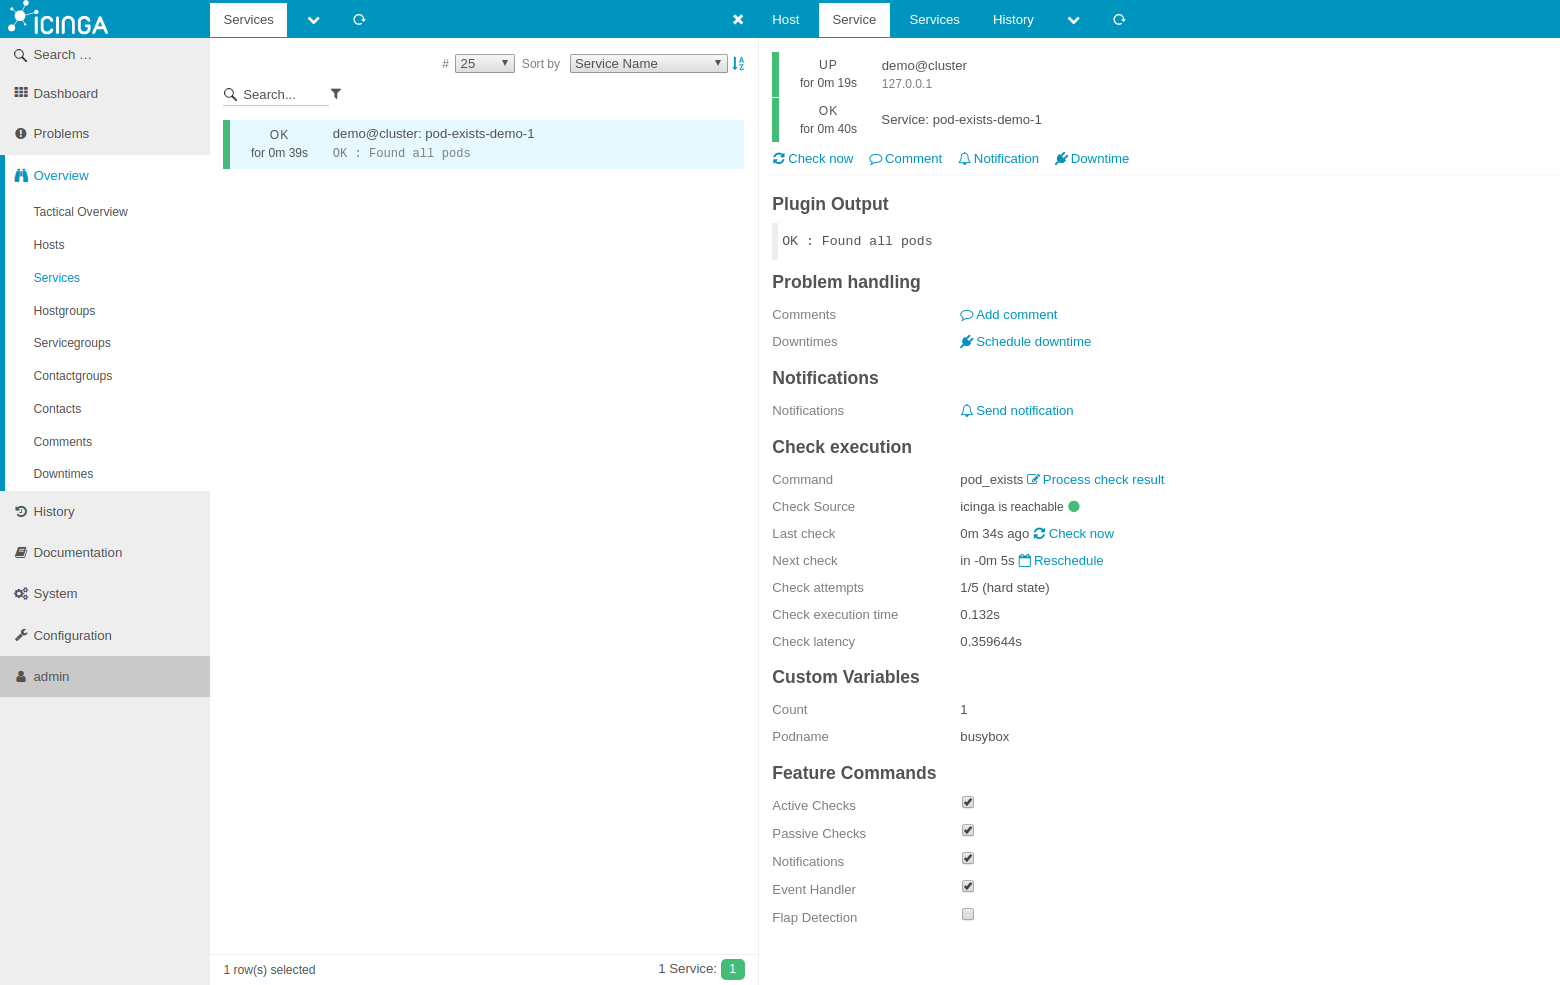 iCINGA
Search …
Dashboard
Problems
Overview
Tactical Overview
Hosts
Services
Hostgroups
Servicegroups
Contactgroups
Contacts
Comments
Downtimes
History
Documentation
System
Configuration
admin
Services
# 25 Sort by Service Name
Search...
OK
for 0m 39s
demo@cluster: pod-exists-demo-1
OK : Found all pods
1 row(s) selected
1 Service: 1
Host Service Services History
UP
for 0m 19s
demo@cluster
127.0.0.1
OK
for 0m 40s
Service: pod-exists-demo-1
Check now Comment Notification Downtime
Plugin Output
OK : Found all pods
Problem handling
Comments Add comment
Downtimes Schedule downtime
Notifications
Notifications Send notification
Check execution
Command pod_exists Process check result
Check Source icinga is reachable
Last check 0m 34s ago Check now
Next check in -0m 5s Reschedule
Check attempts 1/5 (hard state)
Check execution time 0.132s
Check latency 0.359644s
Custom Variables
Count 1
Podname busybox
Feature Commands
Active Checks
Passive Checks
Notifications
Event Handler
Flap Detection